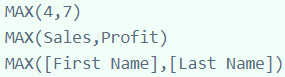 MAX(4,7)
MAX(Sales,Profit)
MAX([First Name],[Last Name])